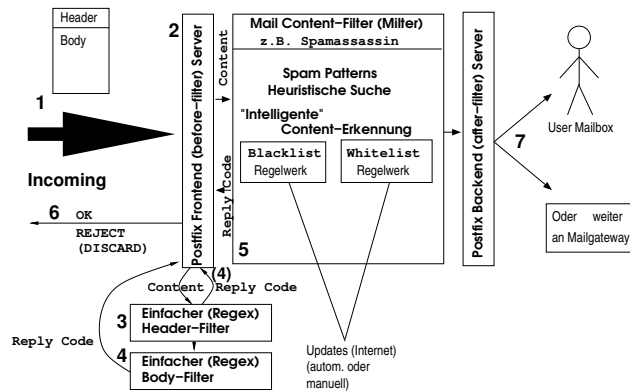 Header
Body
1
Incoming
2
Postfix Frontend (before-filter) Server
Content
Reply Code
Mail Content-Filter (Milter)
z.B. Spamassassin
Spam Patterns
Heuristische Suche
"Intelligente"
Content-Erkennung
Blacklist
Regelwerk
Whitelist
Regelwerk
5
Postfix Backend (after-filter) Server
7
User Mailbox
Oder weiter
an Mailgateway
6 OK
REJECT
(DISCARD)
(4)
Content Reply Code
3
Einfacher (Regex)
Header-Filter
Reply Code
4
Einfacher (Regex)
Body-Filter
Updates (Internet)
(autom. oder
manuell)